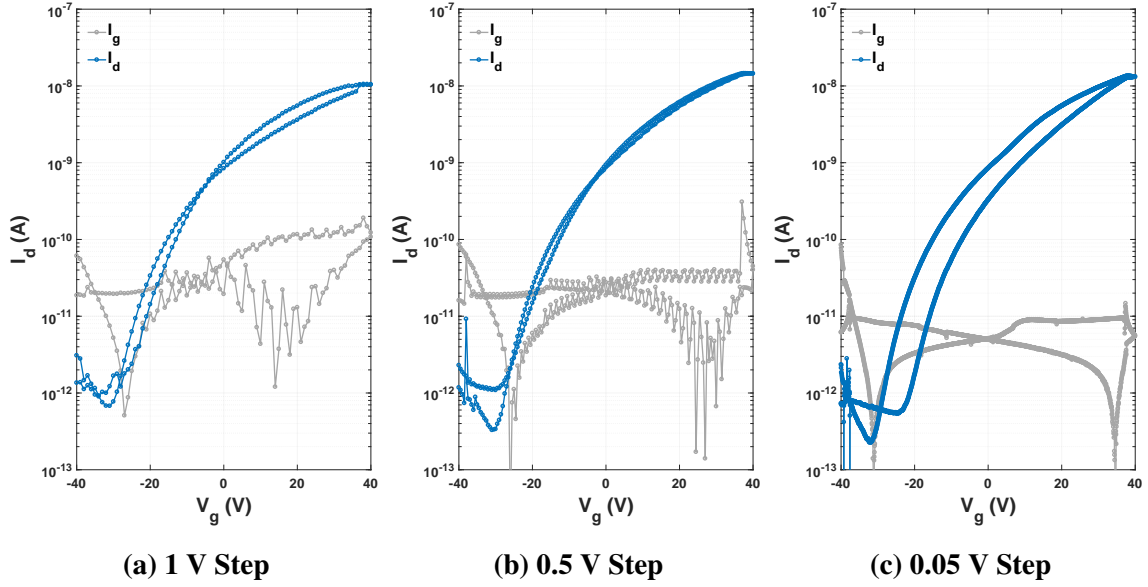 10⁻⁷
10⁻⁸
10⁻⁹
10⁻¹⁰
10⁻¹¹
10⁻¹²
10⁻¹³
I_d (A)
I_g
I_d
-40 -20 0 20 40
V_g (V)
(a) 1 V Step
10⁻⁷
10⁻⁸
10⁻⁹
10⁻¹⁰
10⁻¹¹
10⁻¹²
10⁻¹³
I_d (A)
I_g
I_d
-40 -20 0 20 40
V_g (V)
(b) 0.5 V Step
10⁻⁷
10⁻⁸
10⁻⁹
10⁻¹⁰
10⁻¹¹
10⁻¹²
10⁻¹³
I_d (A)
I_g
I_d
-40 -20 0 20 40
V_g (V)
(c) 0.05 V Step